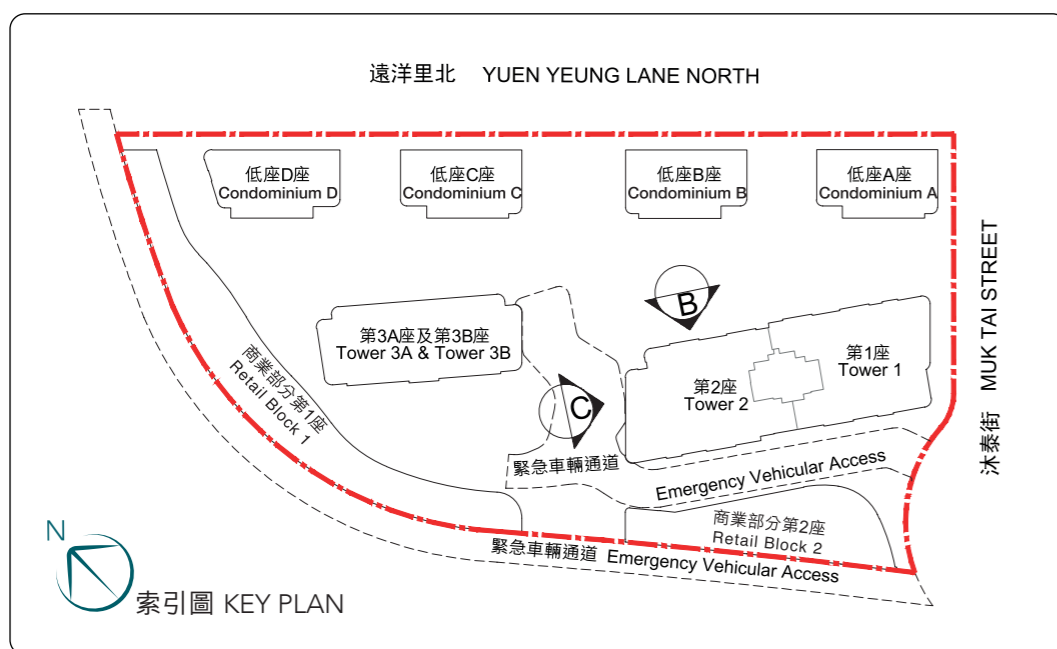 遠洋里北 YUEN YEUNG LANE NORTH
低座D座
Condominium D
低座C座
Condominium C
低座B座
Condominium B
低座A座
Condominium A
沐泰街 MUK TAI STREET
B
第3A座及第3B座
Tower 3A & Tower 3B
第1座
Tower 1
第2座
Tower 2
C
商業部分第1座
Retail Block 1
緊急車輛通道 Emergency Vehicular Access
商業部分第2座
Retail Block 2
緊急車輛通道 Emergency Vehicular Access
N
索引圖 KEY PLAN